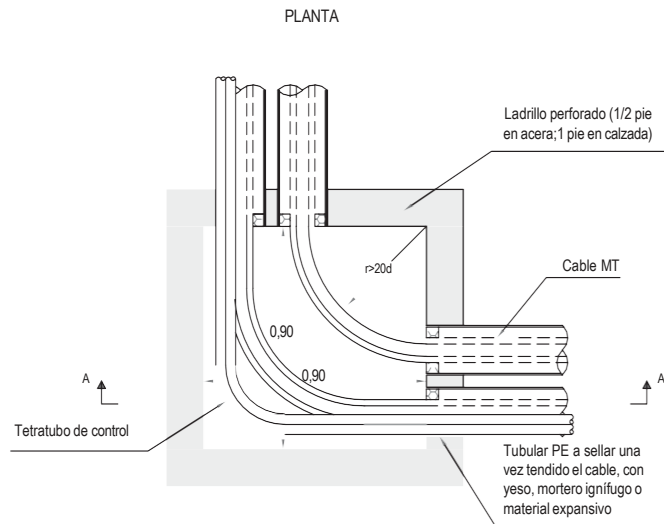 PLANTA
Ladrillo perforado (1/2 pie
en acera;1 pie en calzada)
r>20d
Cable MT
0,90
0,90
A
A
Tetratubo de control
Tubular PE a sellar una
vez tendido el cable, con
yeso, mortero ignífugo o
material expansivo